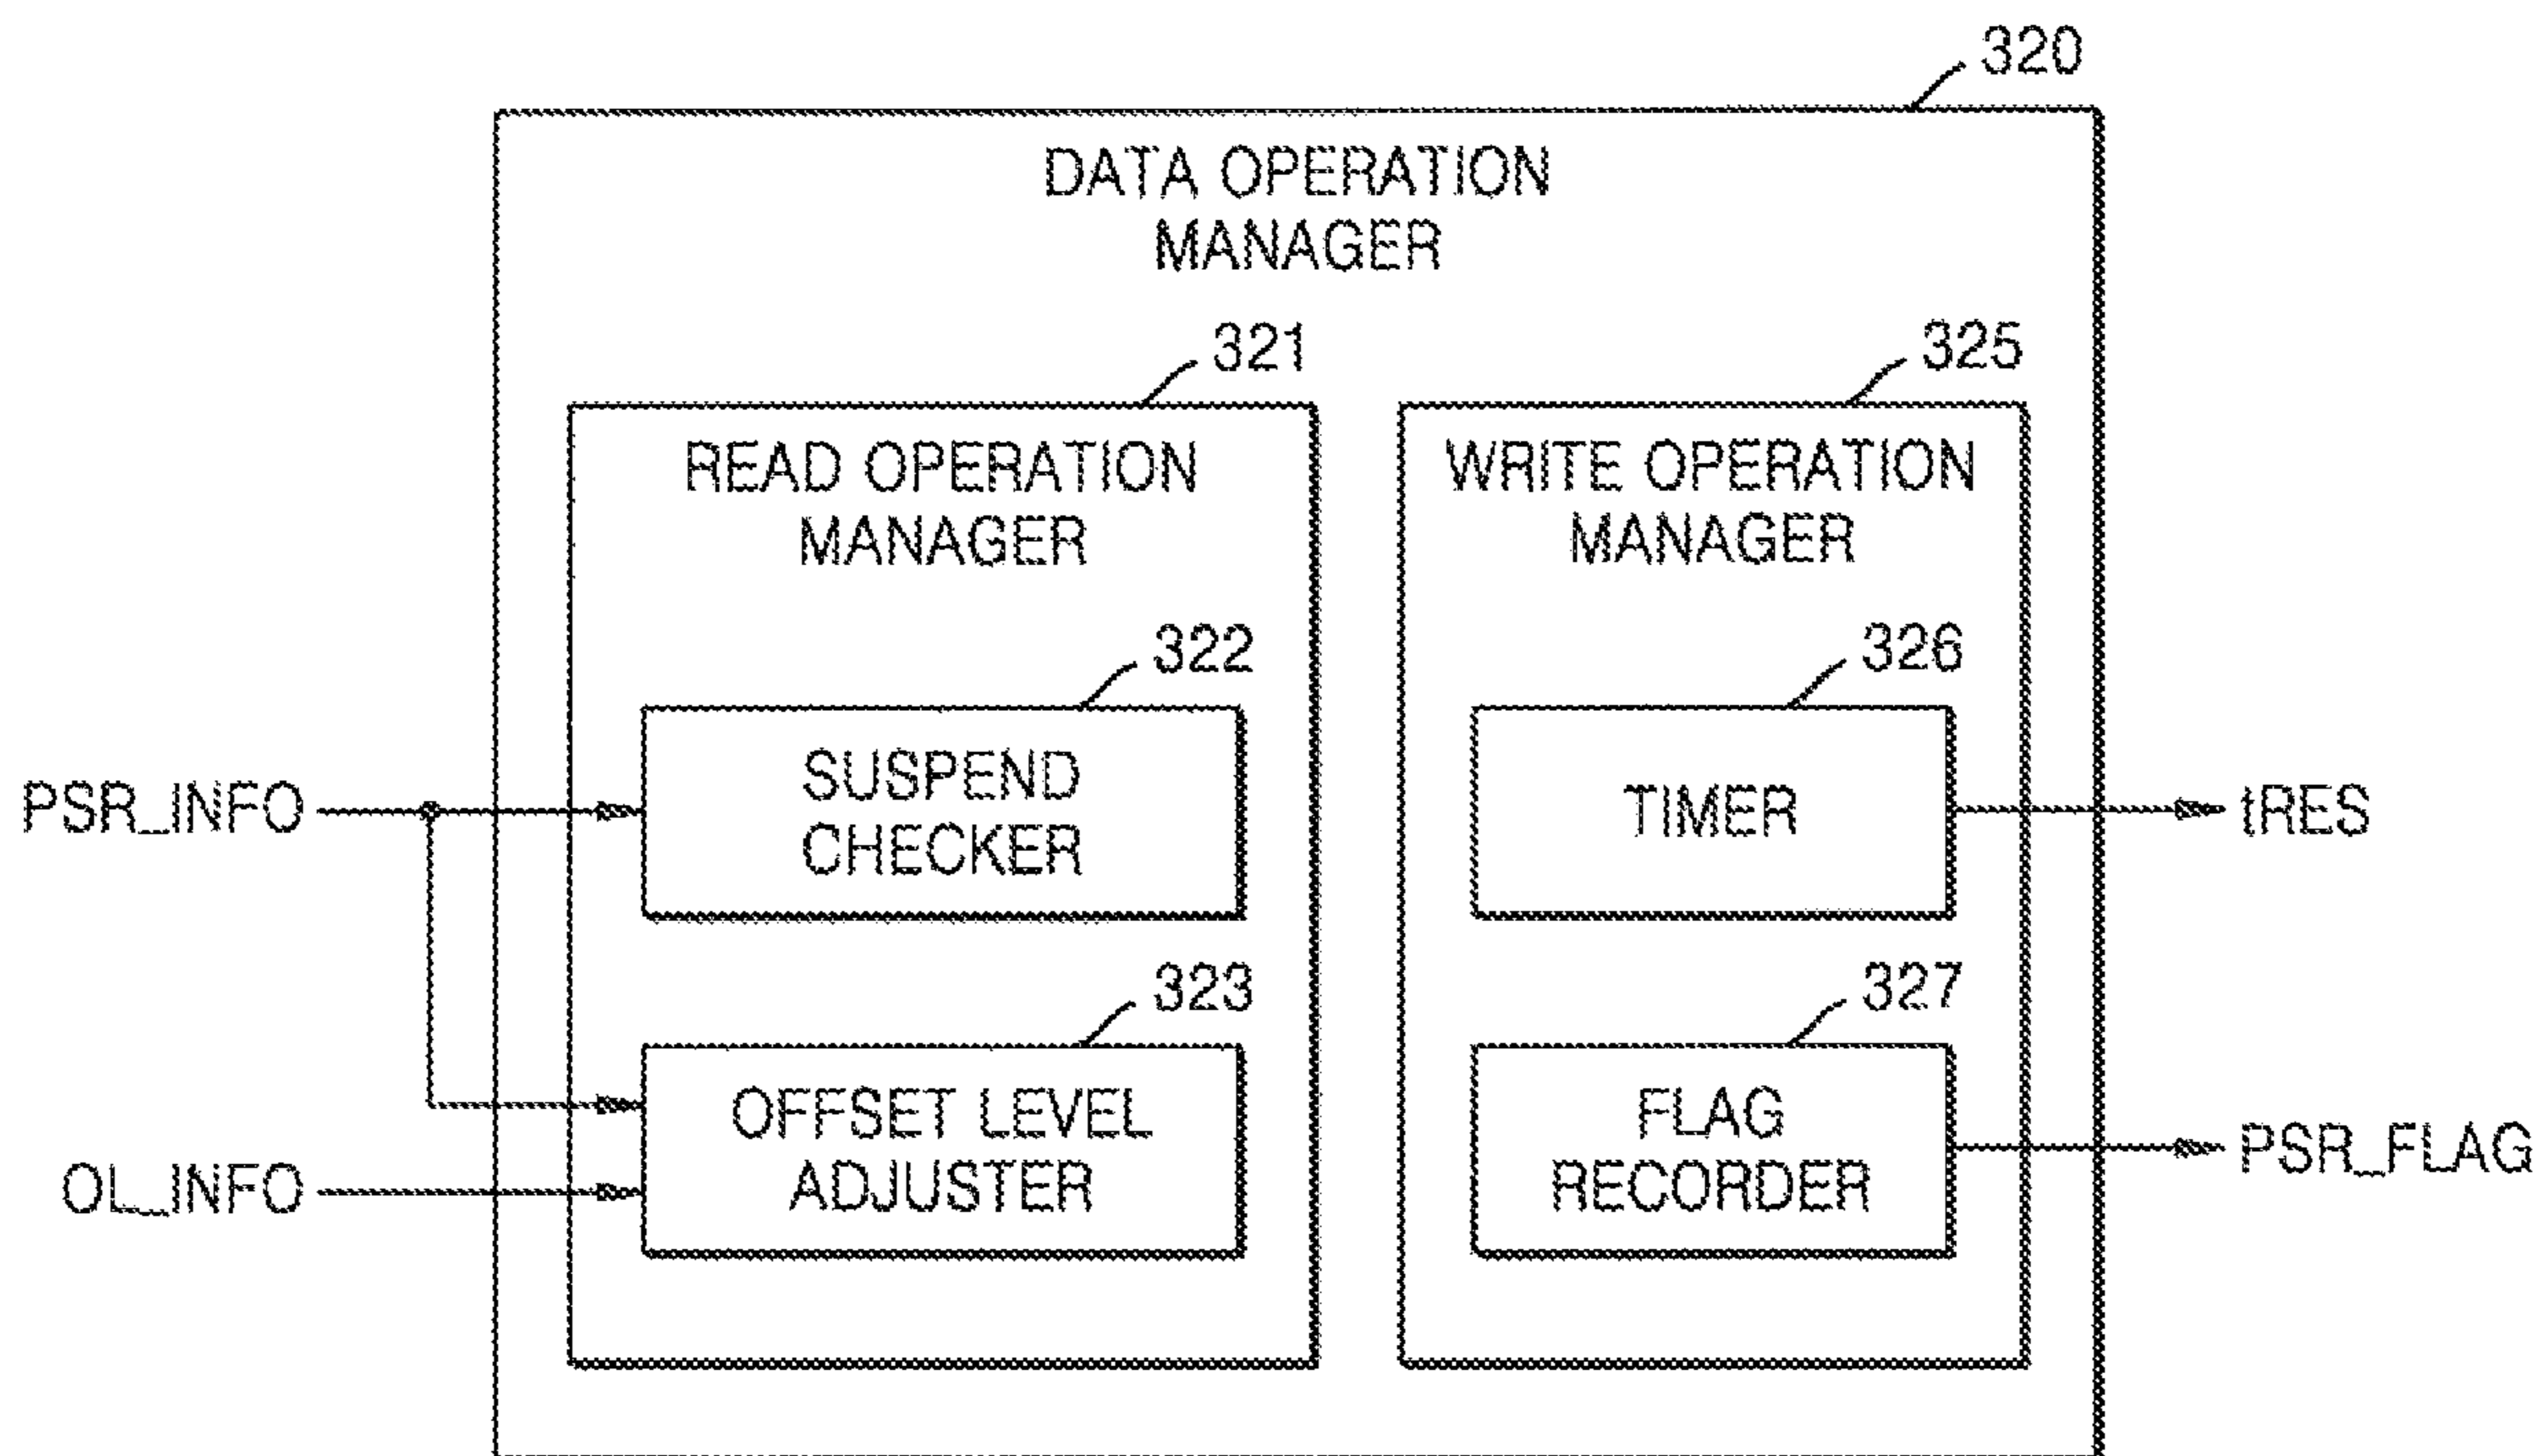 320
DATA OPERATION
MANAGER
321
325
READ OPERATION
MANAGER
WRITE OPERATION
MANAGER
322
326
SUSPEND
CHECKER
TIMER
PSR_INFO
tRES
323
327
OFFSET LEVEL
ADJUSTER
FLAG
RECORDER
OL_INFO
PSR_FLAG